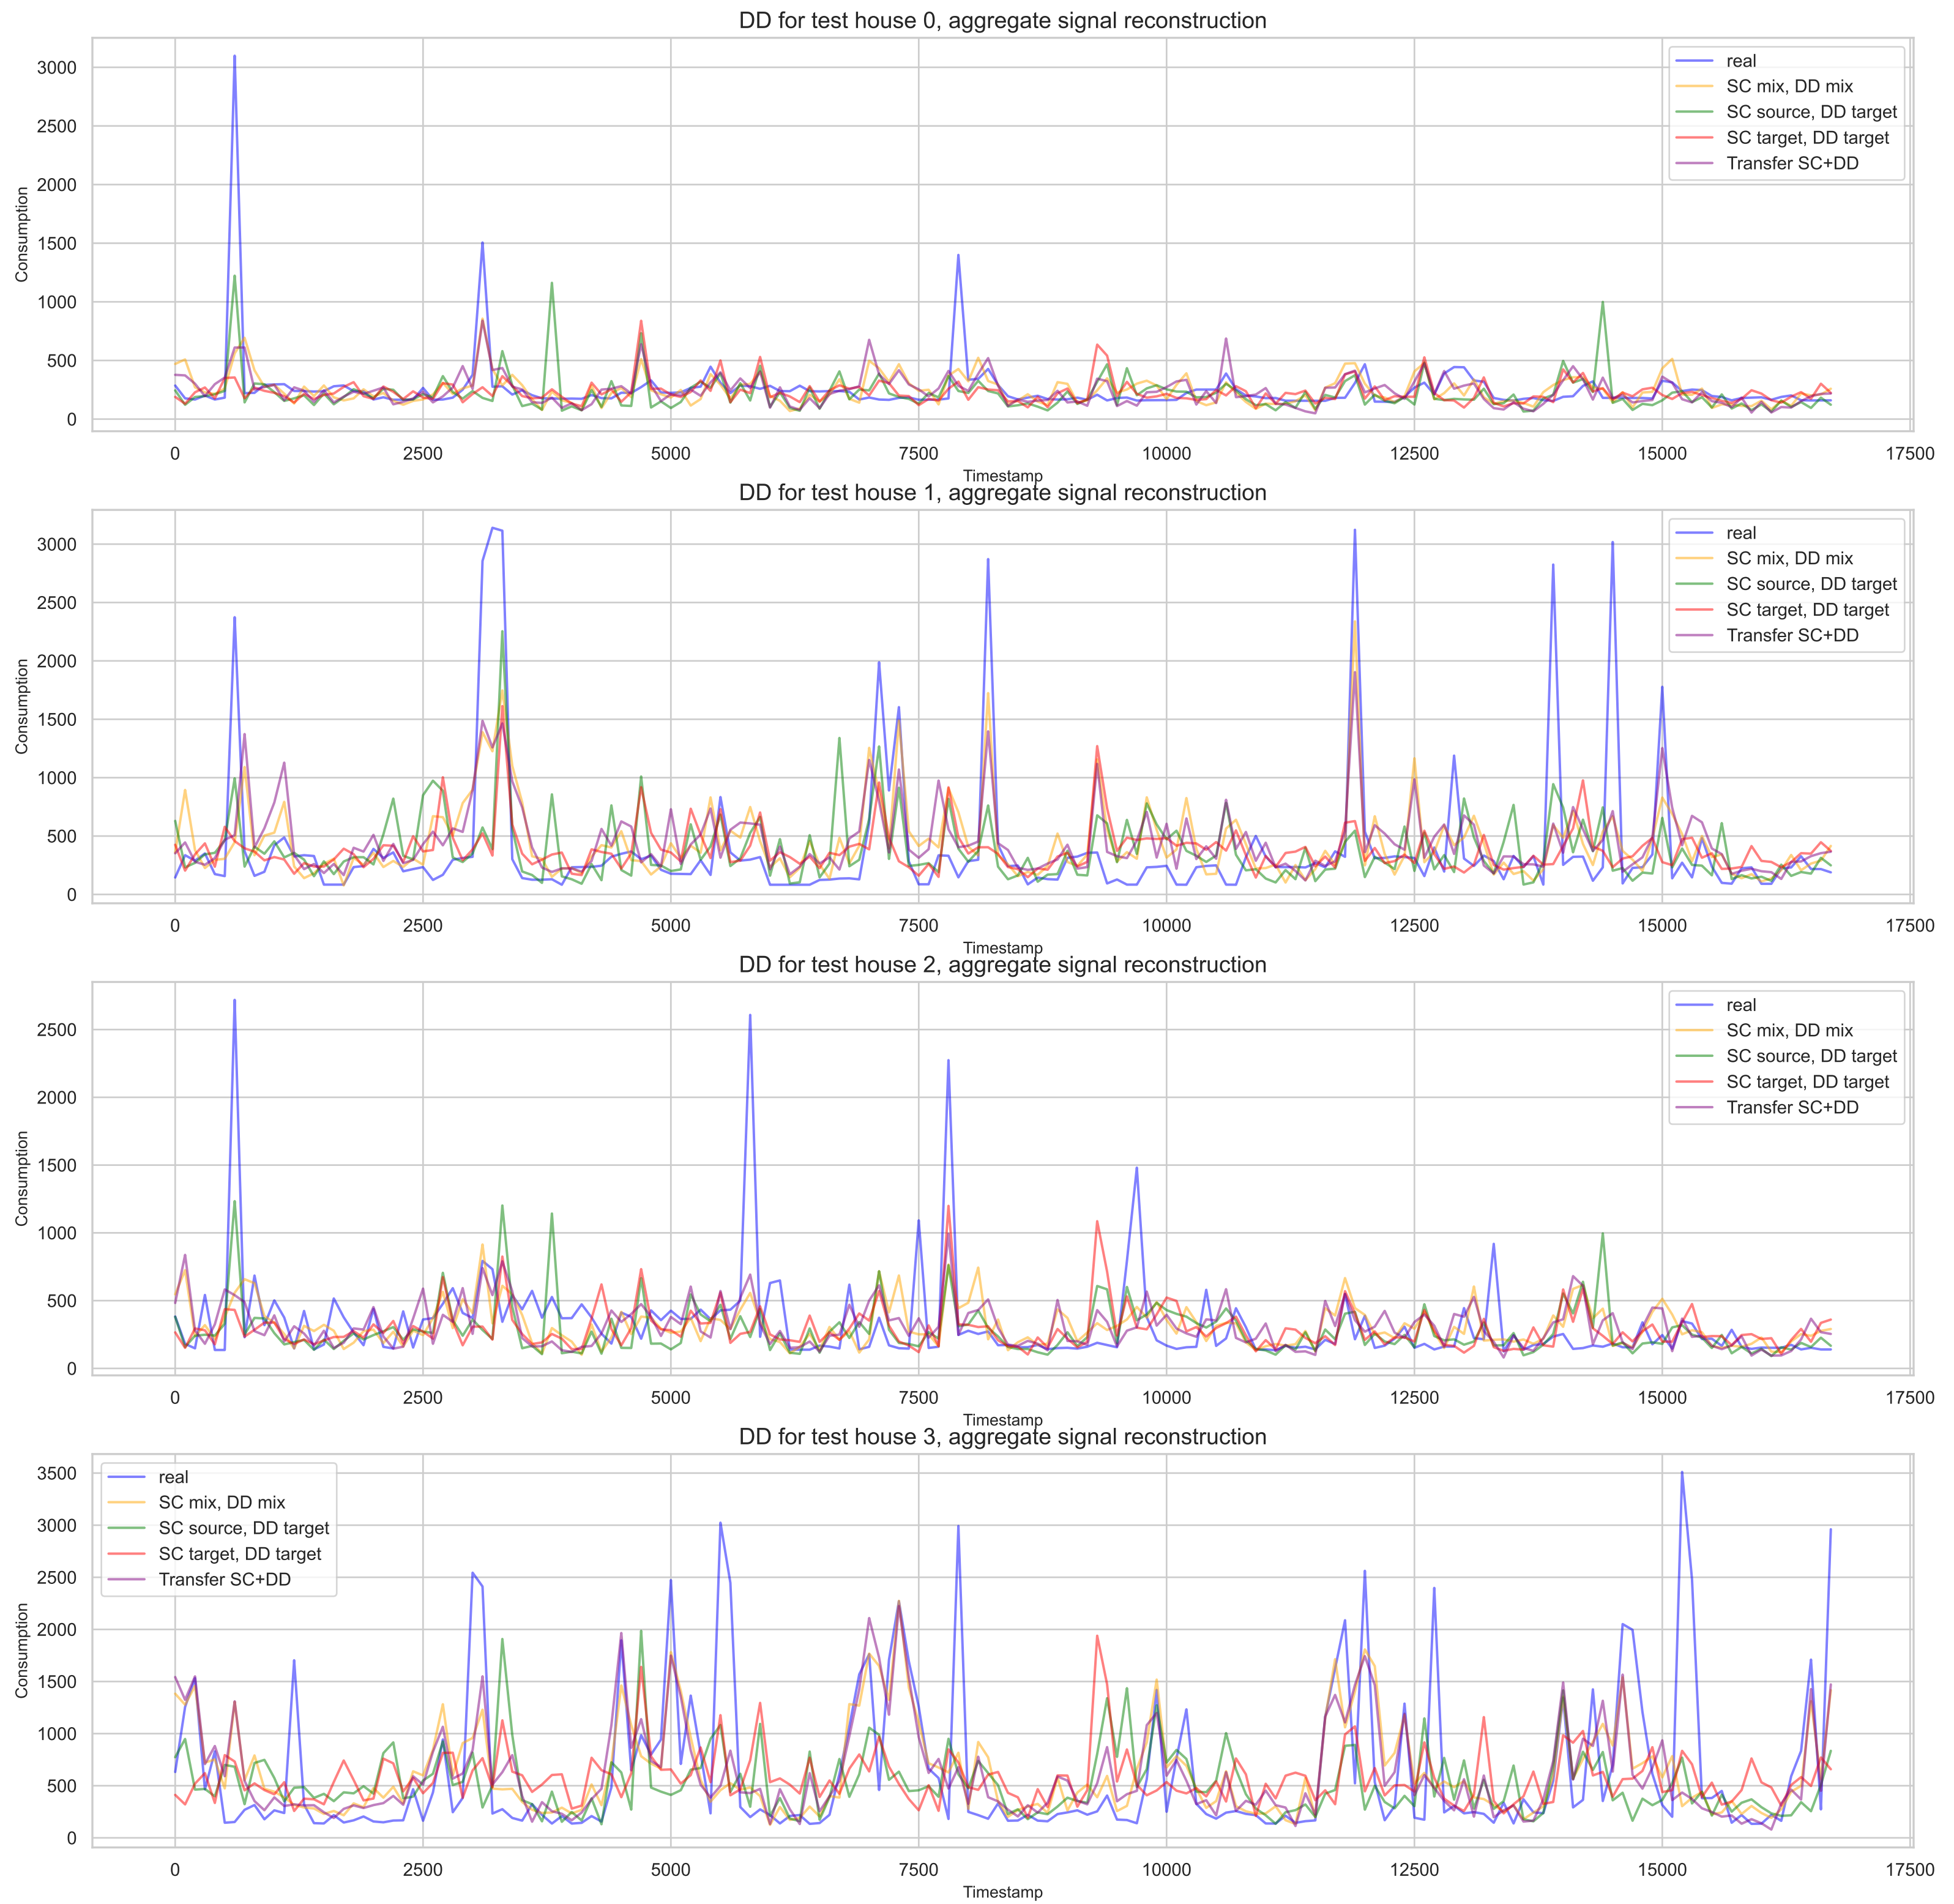 DD for test house 0, aggregate signal reconstruction
3000
2500
2000
1500
1000
500
0
Consumption
real
SC mix, DD mix
SC source, DD target
SC target, DD target
Transfer SC+DD
0 2500 5000 7500 10000 12500 15000 17500
Timestamp
DD for test house 1, aggregate signal reconstruction
3000
2500
2000
1500
1000
500
0
Consumption
real
SC mix, DD mix
SC source, DD target
SC target, DD target
Transfer SC+DD
0 2500 5000 7500 10000 12500 15000 17500
Timestamp
DD for test house 2, aggregate signal reconstruction
2500
2000
1500
1000
500
0
Consumption
real
SC mix, DD mix
SC source, DD target
SC target, DD target
Transfer SC+DD
0 2500 5000 7500 10000 12500 15000 17500
Timestamp
DD for test house 3, aggregate signal reconstruction
3500
3000
2500
2000
1500
1000
500
0
Consumption
real
SC mix, DD mix
SC source, DD target
SC target, DD target
Transfer SC+DD
0 2500 5000 7500 10000 12500 15000 17500
Timestamp